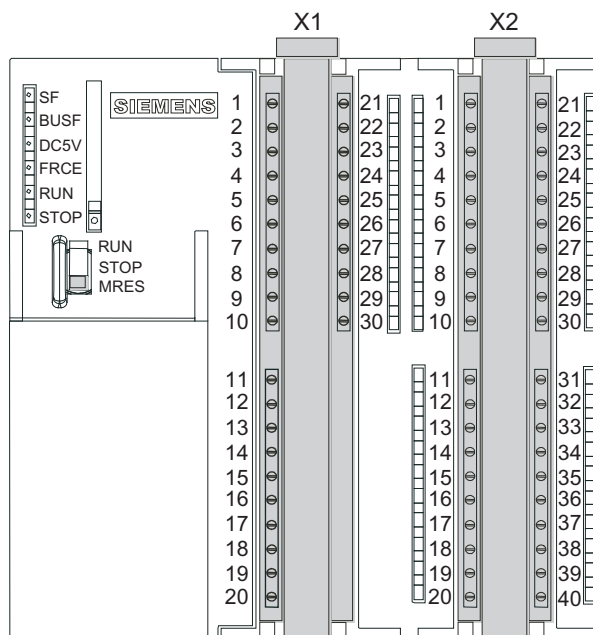 X1 X2
SF
BUSF
DC5V
FRCE
RUN
STOP
SIEMENS
RUN
STOP
MRES
1 21 1 21
2 22 2 22
3 23 3 23
4 24 4 24
5 25 5 25
6 26 6 26
7 27 7 27
8 28 8 28
9 29 9 29
10 30 10 30
11 11 31
12 12 32
13 13 33
14 14 34
15 15 35
16 16 36
17 17 37
18 18 38
19 19 39
20 20 40